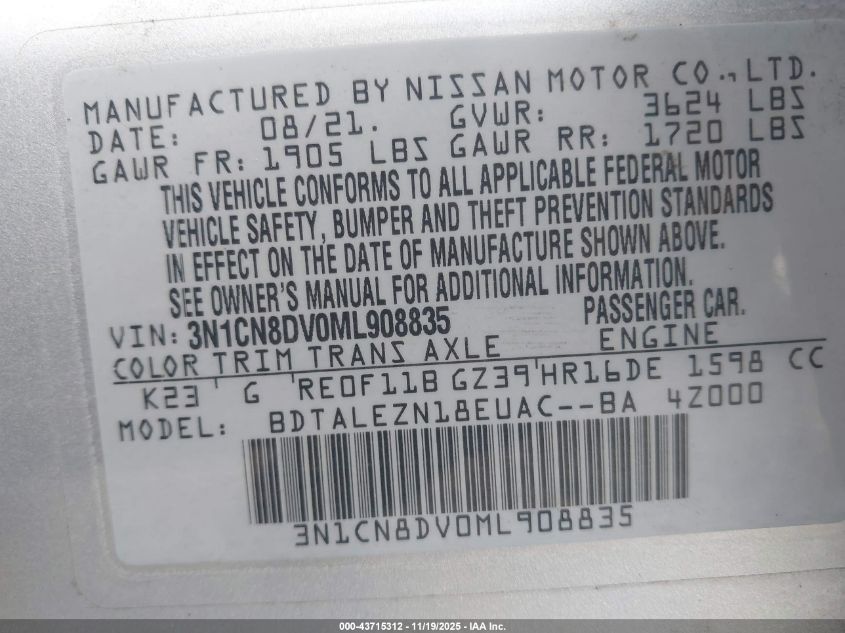 MANUFACTURED BY NISSAN MOTOR CO., LTD.
DATE: 08/21. GVWR: 3624 LBS
GAWR FR: 1905 LBS GAWR RR: 1720 LBS
THIS VEHICLE CONFORMS TO ALL APPLICABLE FEDERAL MOTOR
VEHICLE SAFETY, BUMPER AND THEFT PREVENTION STANDARDS
IN EFFECT ON THE DATE OF MANUFACTURE SHOWN ABOVE.
SEE OWNER'S MANUAL FOR ADDITIONAL INFORMATION.
VIN: 3N1CN8DV0ML908835 PASSENGER CAR.
COLOR TRIM TRANS AXLE ENGINE
K23 ' G 'RE0F11B GZ39'HR16DE 1598 CC
MODEL: BDTALEZN18EUAC--BA 4Z000
3N1CN8DV0ML908835
000-43715312 - 11/19/2025 - IAA Inc.